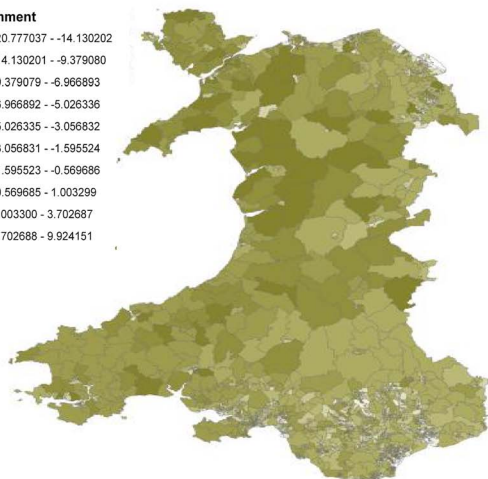 nment
20.777037 - -14.130202
4.130201 - -9.379080
.379079 - -6.966893
.966892 - -5.026336
.026335 - -3.056832
.056831 - -1.595524
.595523 - -0.569686
.569685 - 1.003299
003300 - 3.702687
702688 - 9.924151